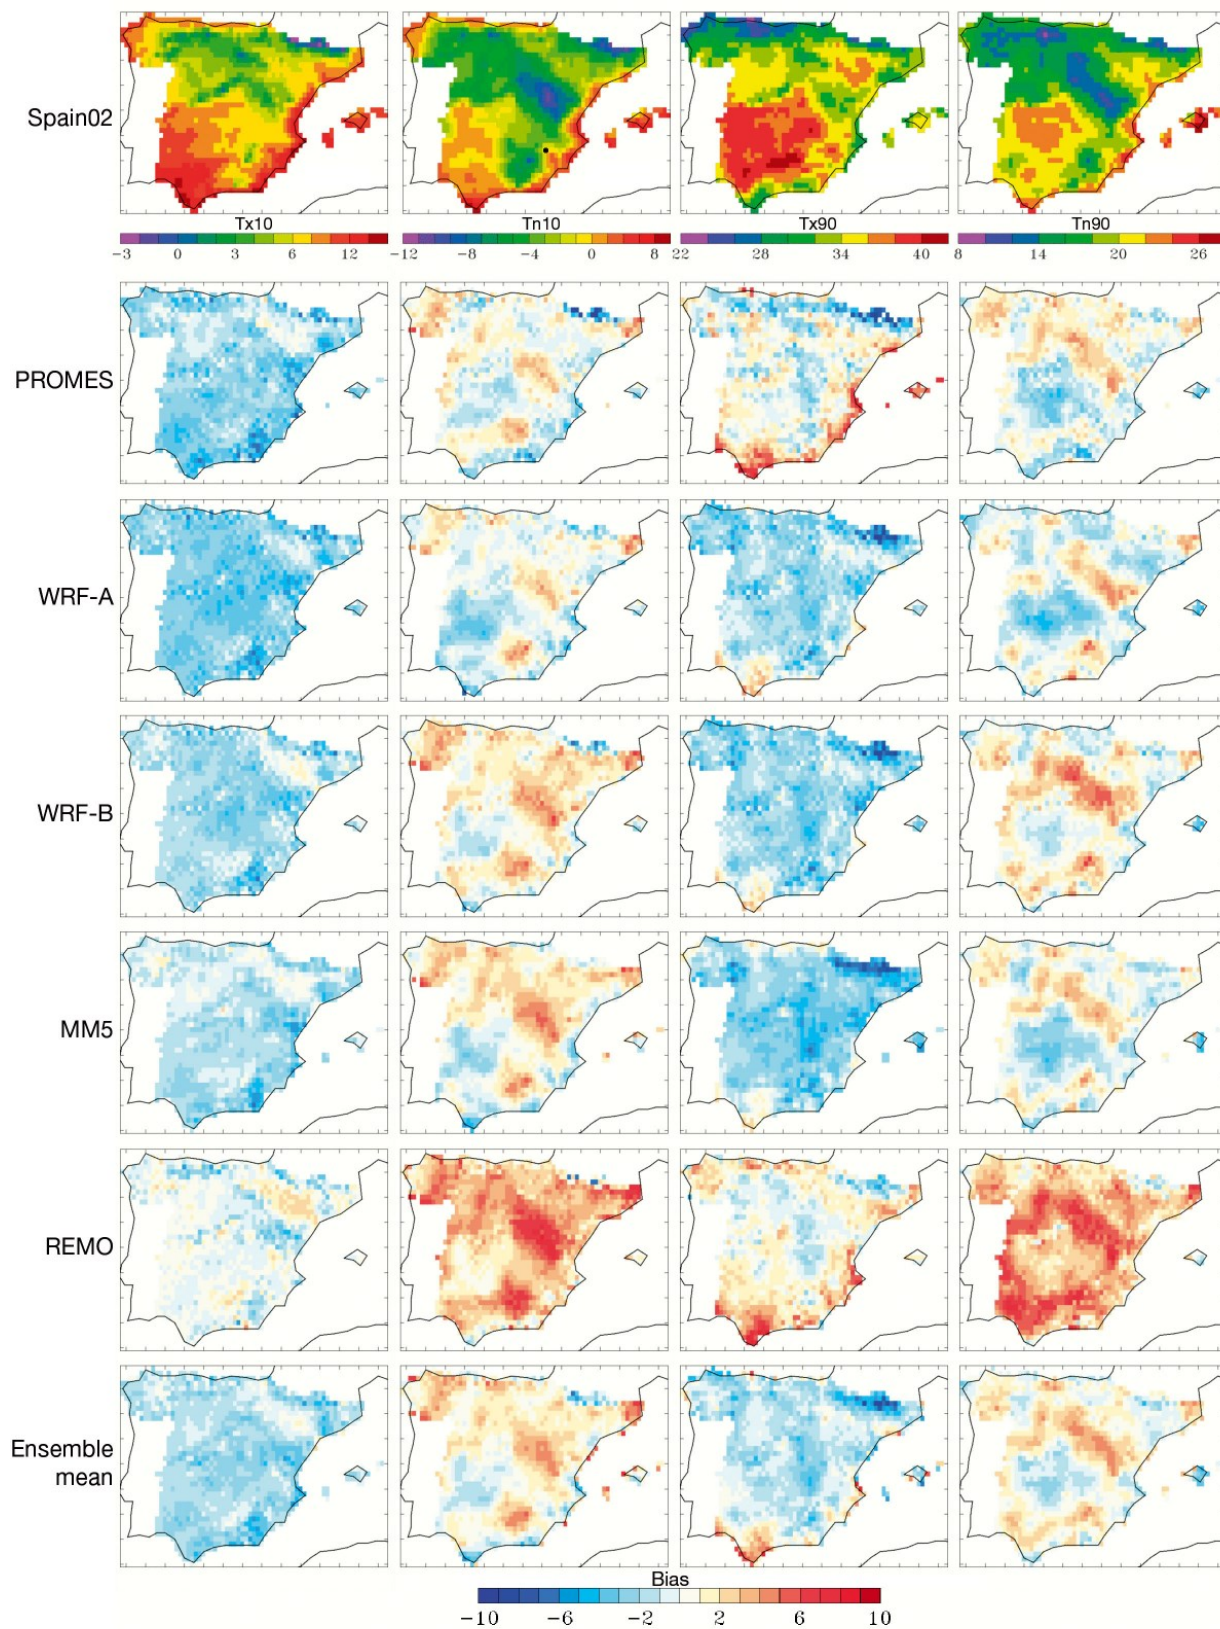 Spain02
Tx10 Tn10 Tx90 Tn90
-3 0 3 6 12 -12 -8 -4 0 8 22 28 34 40 8 14 20 26
PROMES
WRF-A
WRF-B
MM5
REMO
Ensemble
mean
Bias
-10 -6 -2 2 6 10